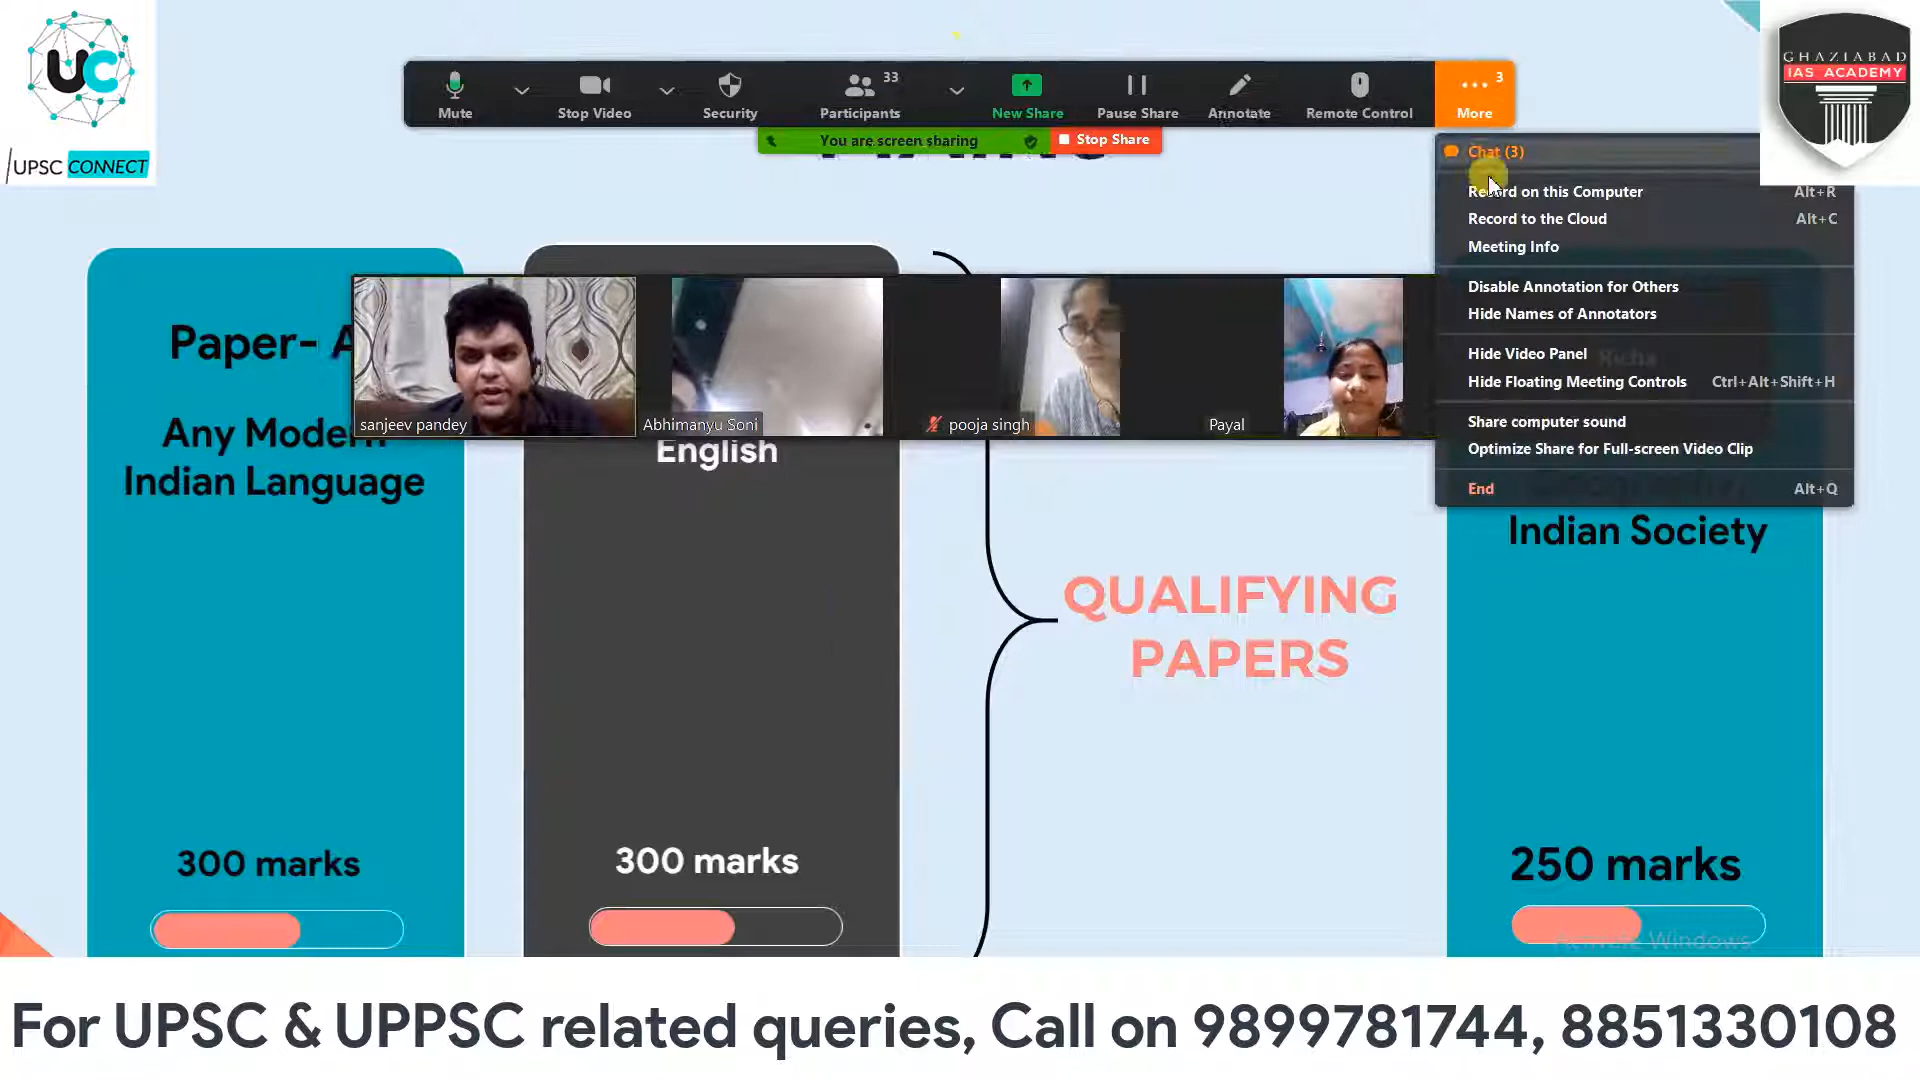 UC
UPSC CONNECT
GHAZIABAD
IAS ACADEMY
Mute
Stop Video
Security
33
Participants
New Share
Pause Share
Annotate
Remote Control
3
More
You are screen sharing
Stop Share
Chat (3)
Record on this Computer Alt+R
Record to the Cloud Alt+C
Meeting Info
Disable Annotation for Others
Hide Names of Annotators
Hide Video Panel
Hide Floating Meeting Controls Ctrl+Alt+Shift+H
Share computer sound
Optimize Share for Full-screen Video Clip
End Alt+Q
sanjeev pandey
Abhimanyu Soni
pooja singh
Payal
Richa
Paper- A
Any Modern
Indian Language
300 marks
English
300 marks
QUALIFYING
PAPERS
Indian Society
250 marks
Activate Windows
For UPSC & UPPSC related queries, Call on 9899781744, 8851330108